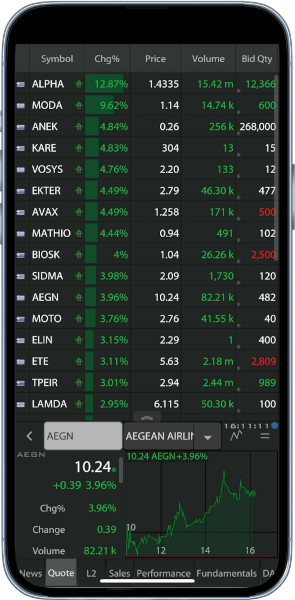 Symbol Chg% Price Volume Bid Qty
ALPHA 12.87% 1.4335 15.42 m 12,366
MODA 9.62% 1.14 14.74 k 600
ANEK 4.84% 0.26 256 k 268,000
KARE 4.83% 304 13 15
VOSYS 4.76% 2.20 133 12
EKTER 4.49% 2.79 46.30 k 477
AVAX 4.49% 1.258 171 k 500
MATHIO 4.44% 0.94 491 102
BIOSK 4% 1.04 26.26 k 2,500
SIDMA 3.98% 2.09 1,730 120
AEGN 3.96% 10.24 82.21 k 482
MOTO 3.76% 2.76 41.55 k 40
ELIN 3.15% 2.29 1 400
ETE 3.11% 5.63 2.18 m 2,809
TPEIR 3.01% 2.94 2.44 m 989
LAMDA 2.95% 6.115 50.30 k 100
16:11:11
AEGN AEGEAN AIRLIN
AEGN 10.24 AEGN+3.96%
10.24
+0.39 3.96%
Chg% 3.96%
Change 0.39
Volume 82.21 k
10
12 14 16
News Quote L2 Sales Performance Fundamentals DA